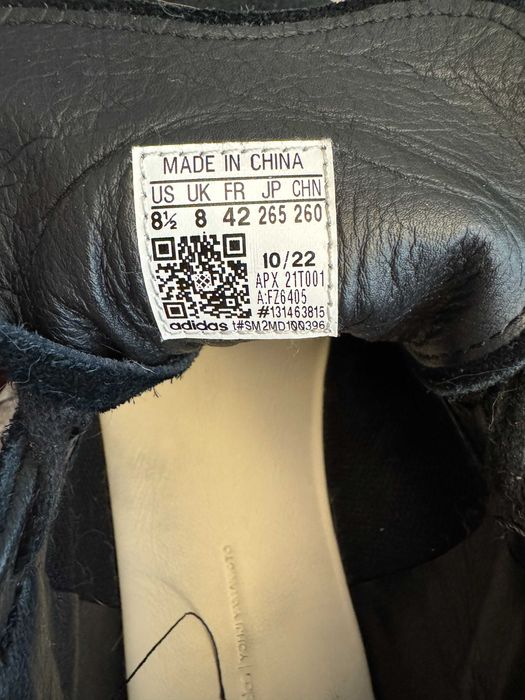 MADE IN CHINA
US UK FR JP CHN
8½ 8 42 265 260
10/22
APX 21T001
A:FZ6405
#131463815
adidas t#SM2MD100396